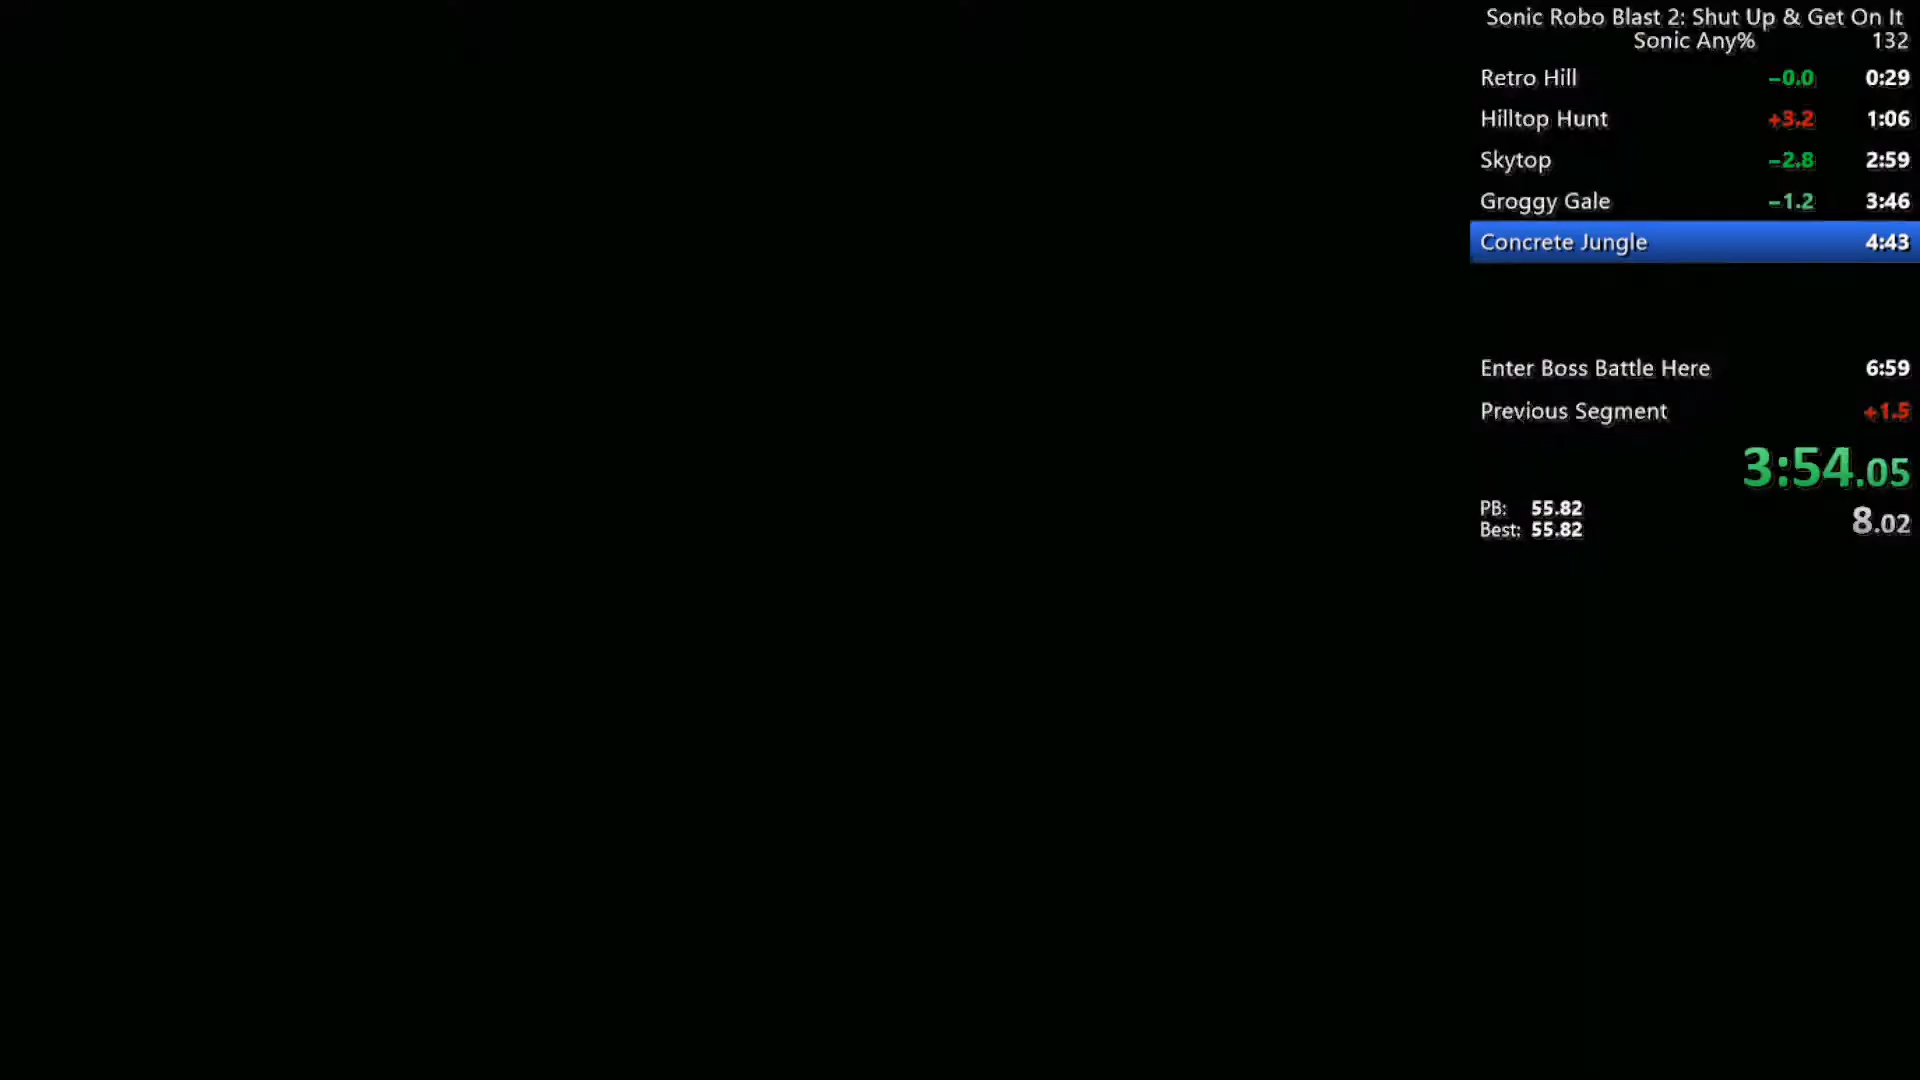 Sonic Robo Blast 2: Shut Up & Get On It
Sonic Any% 132
Retro Hill −0.0 0:29
Hilltop Hunt +3.2 1:06
Skytop −2.8 2:59
Groggy Gale −1.2 3:46
Concrete Jungle 4:43
Enter Boss Battle Here 6:59
Previous Segment +1.5
3:54.05
PB: 55.82
Best: 55.82
8.02